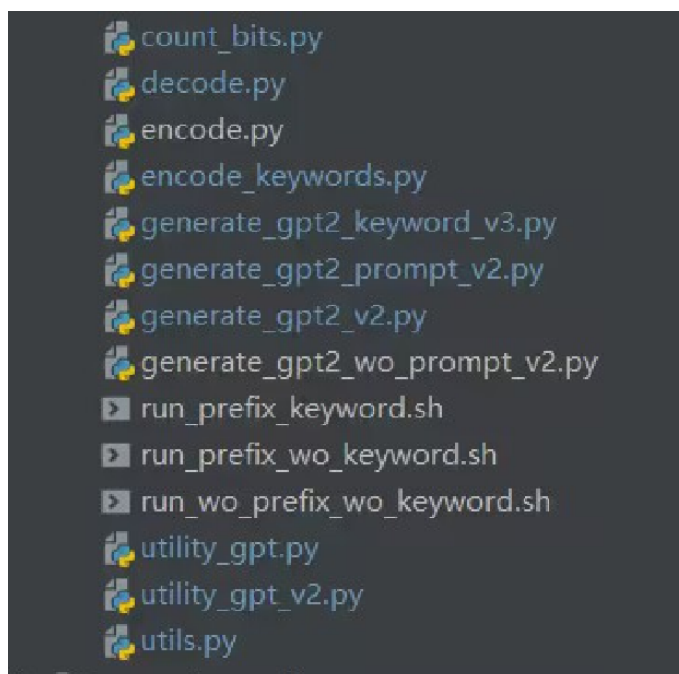 count_bits.py
decode.py
encode.py
encode_keywords.py
generate_gpt2_keyword_v3.py
generate_gpt2_prompt_v2.py
generate_gpt2_v2.py
generate_gpt2_wo_prompt_v2.py
run_prefix_keyword.sh
run_prefix_wo_keyword.sh
run_wo_prefix_wo_keyword.sh
utility_gpt.py
utility_gpt_v2.py
utils.py